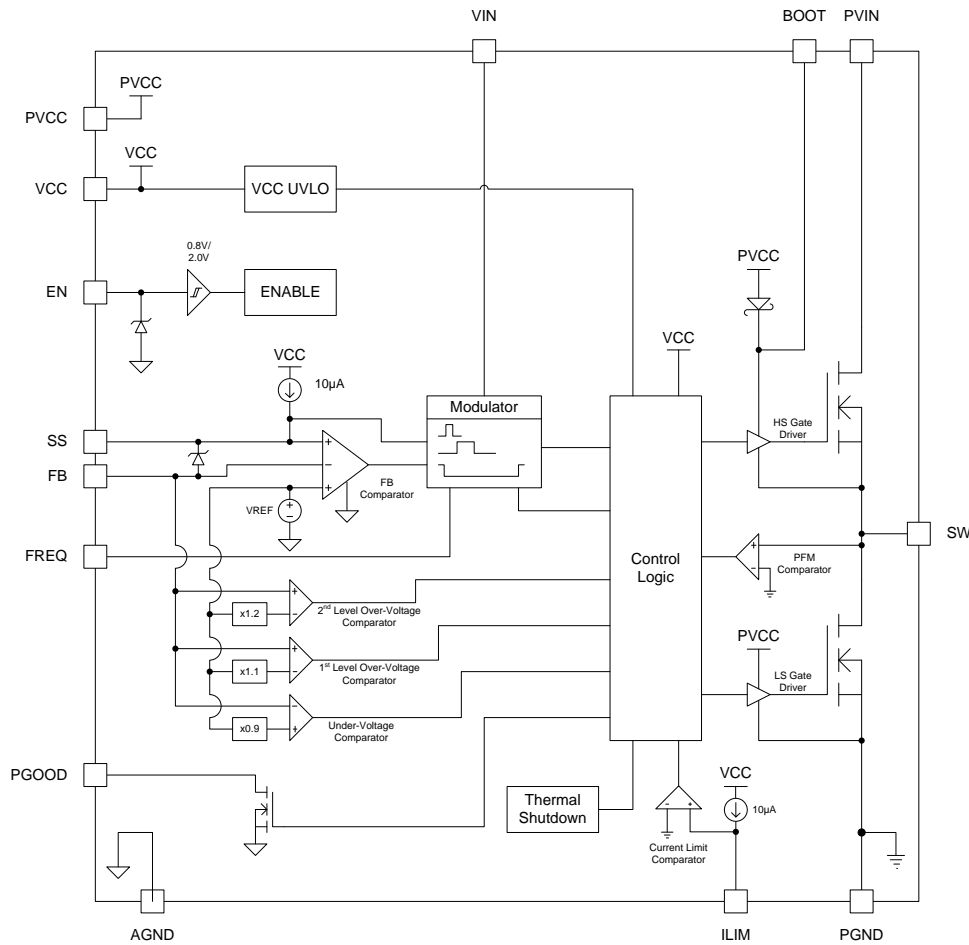 VIN
BOOT
PVIN
PVCC
PVCC
VCC
VCC
VCC UVLO
0.8V/
2.0V
EN
ENABLE
PVCC
VCC
10µA
VCC
Modulator
SS
FB
HS Gate
Driver
FB
Comparator
VREF
FREQ
SW
Control
Logic
PFM
Comparator
x1.2
2nd Level Over-Voltage
Comparator
x1.1
1st Level Over-Voltage
Comparator
PVCC
LS Gate
Driver
x0.9
Under-Voltage
Comparator
PGOOD
Thermal
Shutdown
VCC
10µA
Current Limit
Comparator
AGND
ILIM
PGND